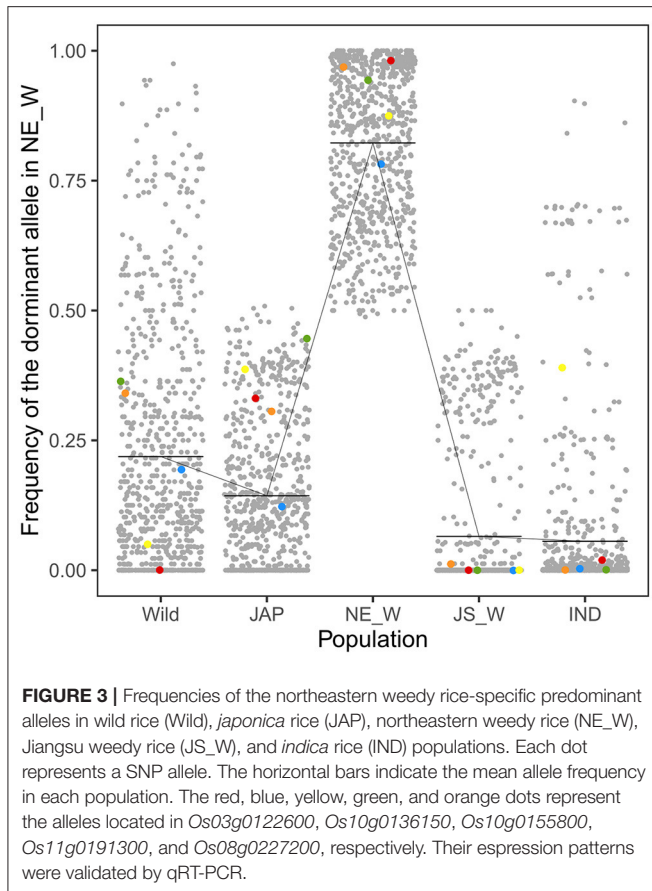 1.00
0.75
0.50
0.25
0.00
Frequency of the dorminant allele in NE_W
Wild JAP NE_W JS_W IND
Population
FIGURE 3 | Frequencies of the northeastern weedy rice-specific predominant
alleles in wild rice (Wild), japonica rice (JAP), northeastern weedy rice (NE_W),
Jiangsu weedy rice (JS_W), and indica rice (IND) populations. Each dot
represents a SNP allele. The horizontal bars indicate the mean allele frequency
in each population. The red, blue, yellow, green, and orange dots represent
the alleles located in Os03g0122600, Os10g0136150, Os10g0155800,
Os11g0191300, and Os08g0227200, respectively. Their espression patterns
were validated by qRT-PCR.